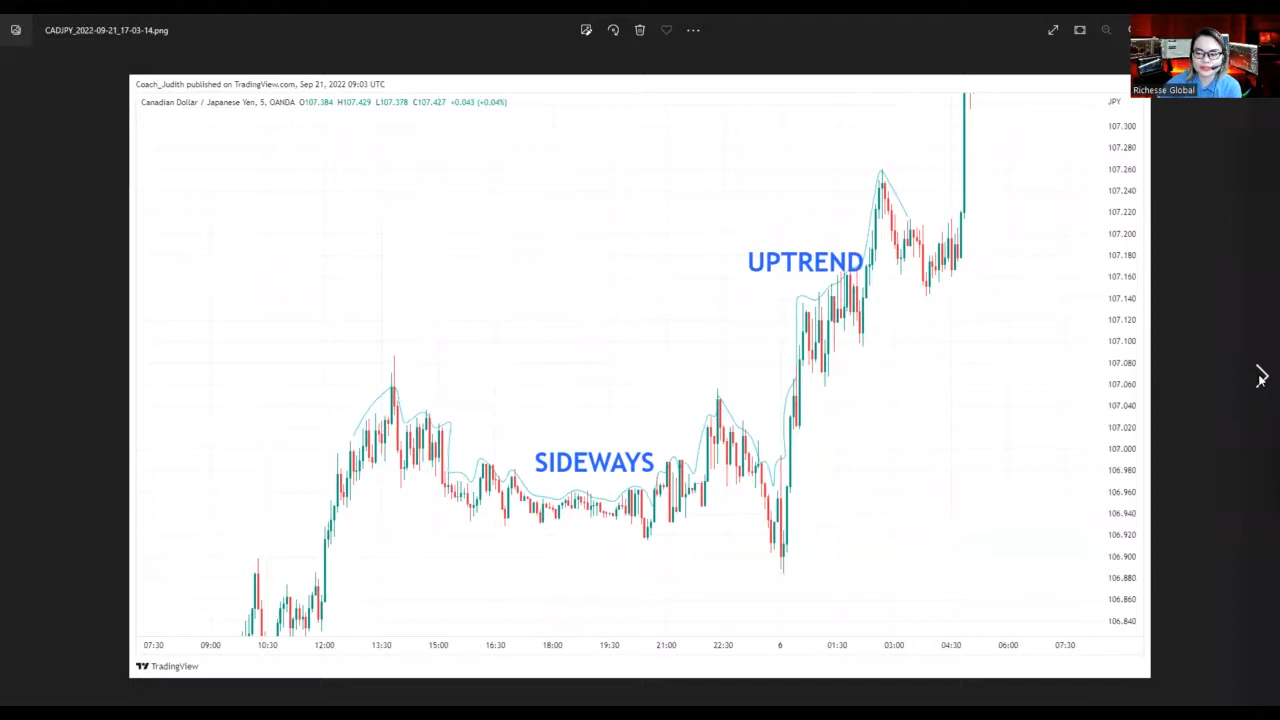 CADJPY_2022-09-21_17-03-14.png
Richesse Global
Coach_Judith published on TradingView.com, Sep 21, 2022 09:03 UTC
Canadian Dollar / Japanese Yen, 5, OANDA O107.384 H107.429 L107.378 C107.427 +0.043 (+0.04%)
JPY
107.300
107.280
107.260
107.240
107.220
107.200
107.180
107.160
107.140
107.120
107.100
107.080
107.060
107.040
107.020
107.000
106.980
106.960
106.940
106.920
106.900
106.880
106.860
106.840
UPTREND
SIDEWAYS
07:30 09:00 10:30 12:00 13:30 15:00 16:30 18:00 19:30 21:00 22:30 6 01:30 03:00 04:30 06:00 07:30
TradingView